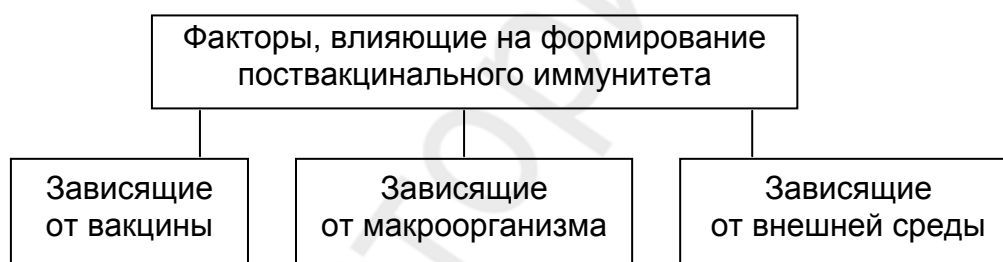 Факторы, влияющие на формирование
поствакцинального иммунитета
Зависящие
от вакцины
Зависящие
от макроорганизма
Зависящие
от внешней среды